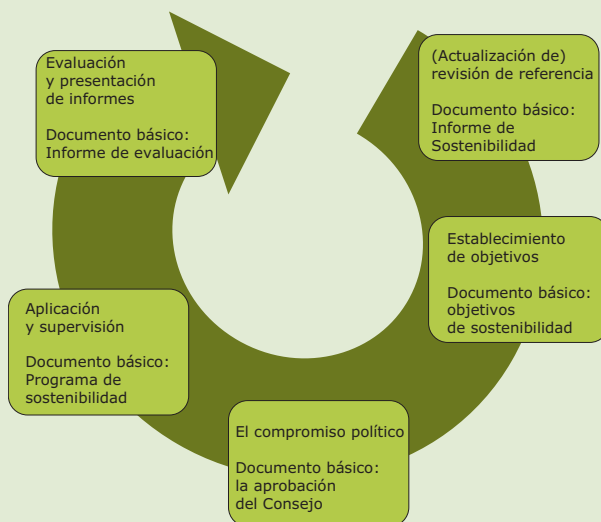 (Actualización de)
revisión de referencia
Documento básico:
Informe de
Sostenibilidad
Establecimiento
de objetivos
Documento básico:
objetivos
de sostenibilidad
El compromiso político
Documento básico:
la aprobación
del Consejo
Aplicación
y supervisión
Documento básico:
Programa de
sostenibilidad
Evaluación
y presentación
de informes
Documento básico:
Informe de evaluación